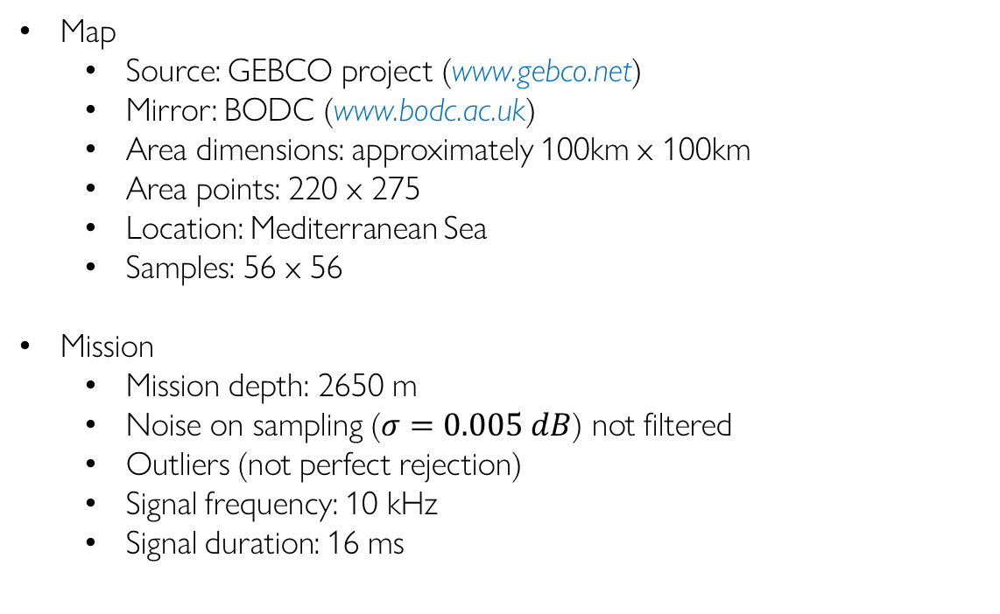 • Map
• Source: GEBCO project (www.gebco.net)
• Mirror: BODC (www.bodc.ac.uk)
• Area dimensions: approximately 100km x 100km
• Area points: 220 x 275
• Location: Mediterranean Sea
• Samples: 56 x 56
• Mission
• Mission depth: 2650 m
• Noise on sampling (σ = 0.005 dB) not filtered
• Outliers (not perfect rejection)
• Signal frequency: 10 kHz
• Signal duration: 16 ms